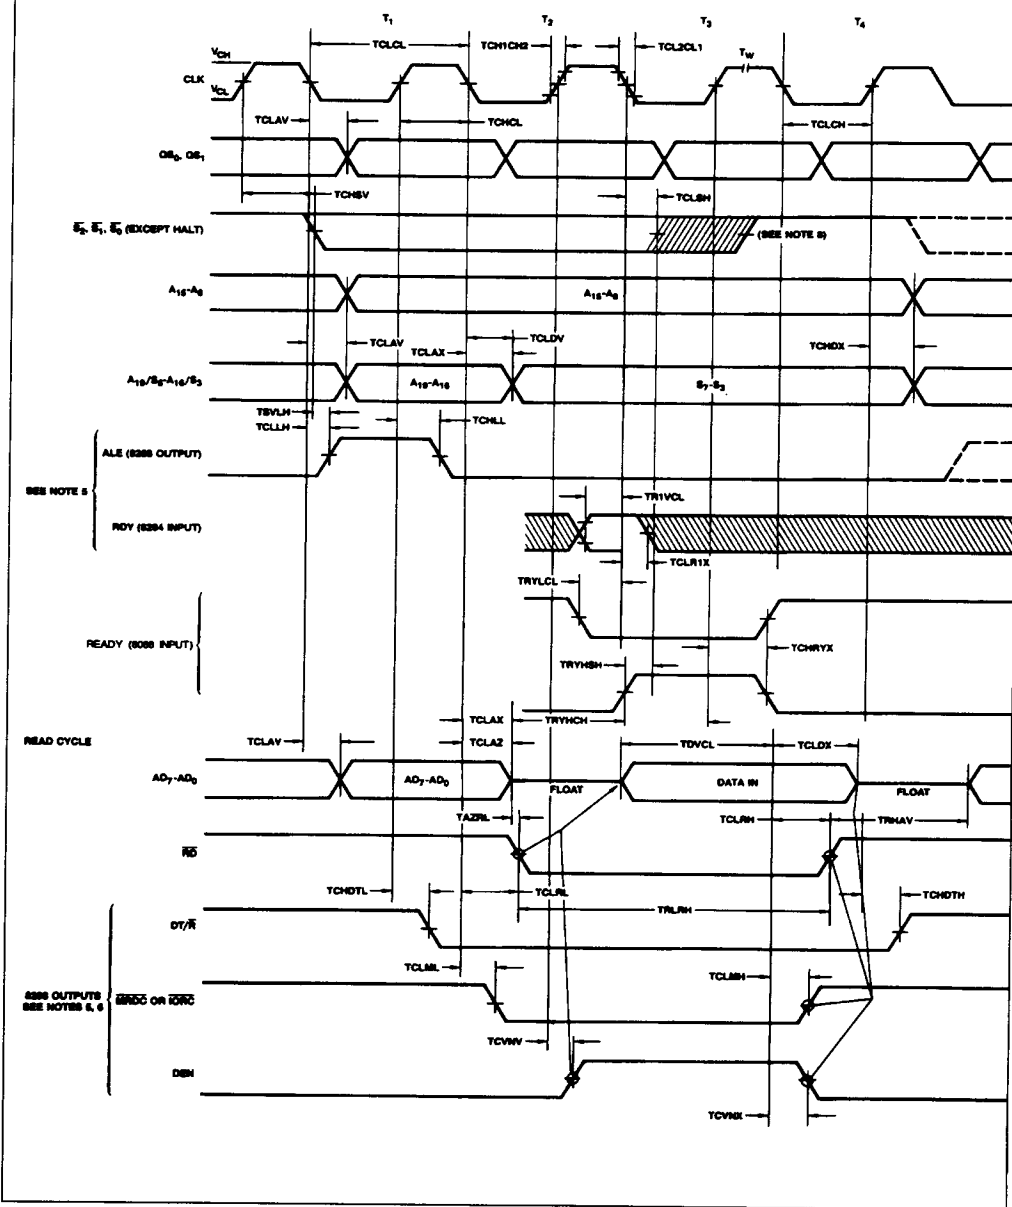 T1 T2 T3 T4
TCLCL TCH1CH2 TCL2CL1
VCH
TW
CLK
VCL
TCLAV TCHCL TCLCH
QS0, QS1
TCHSV TCLSH
S2, S1, S0 (EXCEPT HALT) (SEE NOTE 8)
A15-A8 A15-A8
TCLAV TCLDV
TCLAX TCHDX
A19/S6-A16/S3 A19-A16 S7-S3
TSVLH
TCLLH TCHLL
ALE (8288 OUTPUT)
SEE NOTE 5
TR1VCL
RDY (8284 INPUT)
TCLR1X
TRYLCL
READY (8088 INPUT) TCHRYX
TRYHSH
TCLAX TRYHCH
READ CYCLE
TCLAV TCLAZ TDVCL TCLDX
AD7-AD0 AD7-AD0 FLOAT DATA IN FLOAT
TAZRL TCLRH TRHAV
RD
TCHDTL TCLRL TCHDTH
TRLRH
DT/R
TCLML TCLMH
8288 OUTPUTS
SEE NOTES 5, 6
MRDC OR IORC
TCVNV
DEN
TCVNX